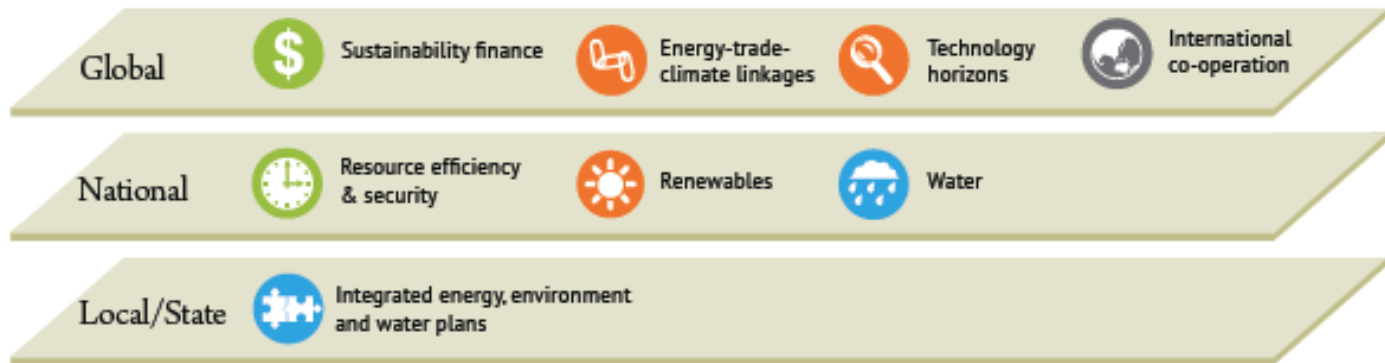 Global
Sustainability finance
Energy-trade-
climate linkages
Technology
horizons
International
co-operation
National
Resource efficiency
& security
Renewables
Water
Local/State
Integrated energy, environment
and water plans